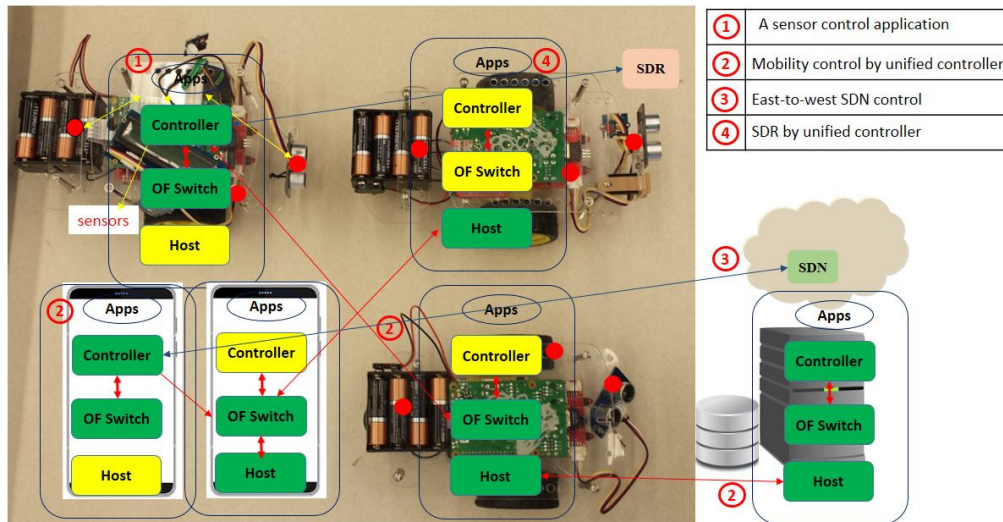 1
Apps
Controller
OF Switch
Host
sensors
Apps
4
Controller
OF Switch
Host
SDR
1 A sensor control application
2 Mobility control by unified controller
3 East-to-west SDN control
4 SDR by unified controller
2
Apps
Controller
OF Switch
Host
Apps
Controller
OF Switch
Host
2
Apps
Controller
OF Switch
Host
3
SDN
Apps
Controller
OF Switch
Host
2